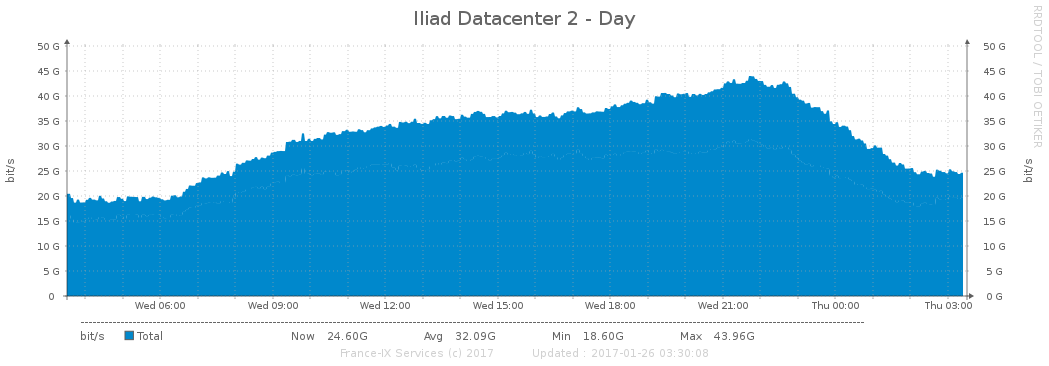 Iliad Datacenter 2 - Day
RRDTOOL / TOBI OETIKER
bit/s
50 G 50 G
45 G 45 G
40 G 40 G
35 G 35 G
30 G 30 G
25 G 25 G
20 G 20 G
15 G 15 G
10 G 10 G
5 G 5 G
0 0 G
bit/s
Wed 06:00 Wed 09:00 Wed 12:00 Wed 15:00 Wed 18:00 Wed 21:00 Thu 00:00 Thu 03:00
bit/s Total Now 24.60G Avg 32.09G Min 18.60G Max 43.96G
France-IX Services (c) 2017 Updated : 2017-01-26 03:30:08